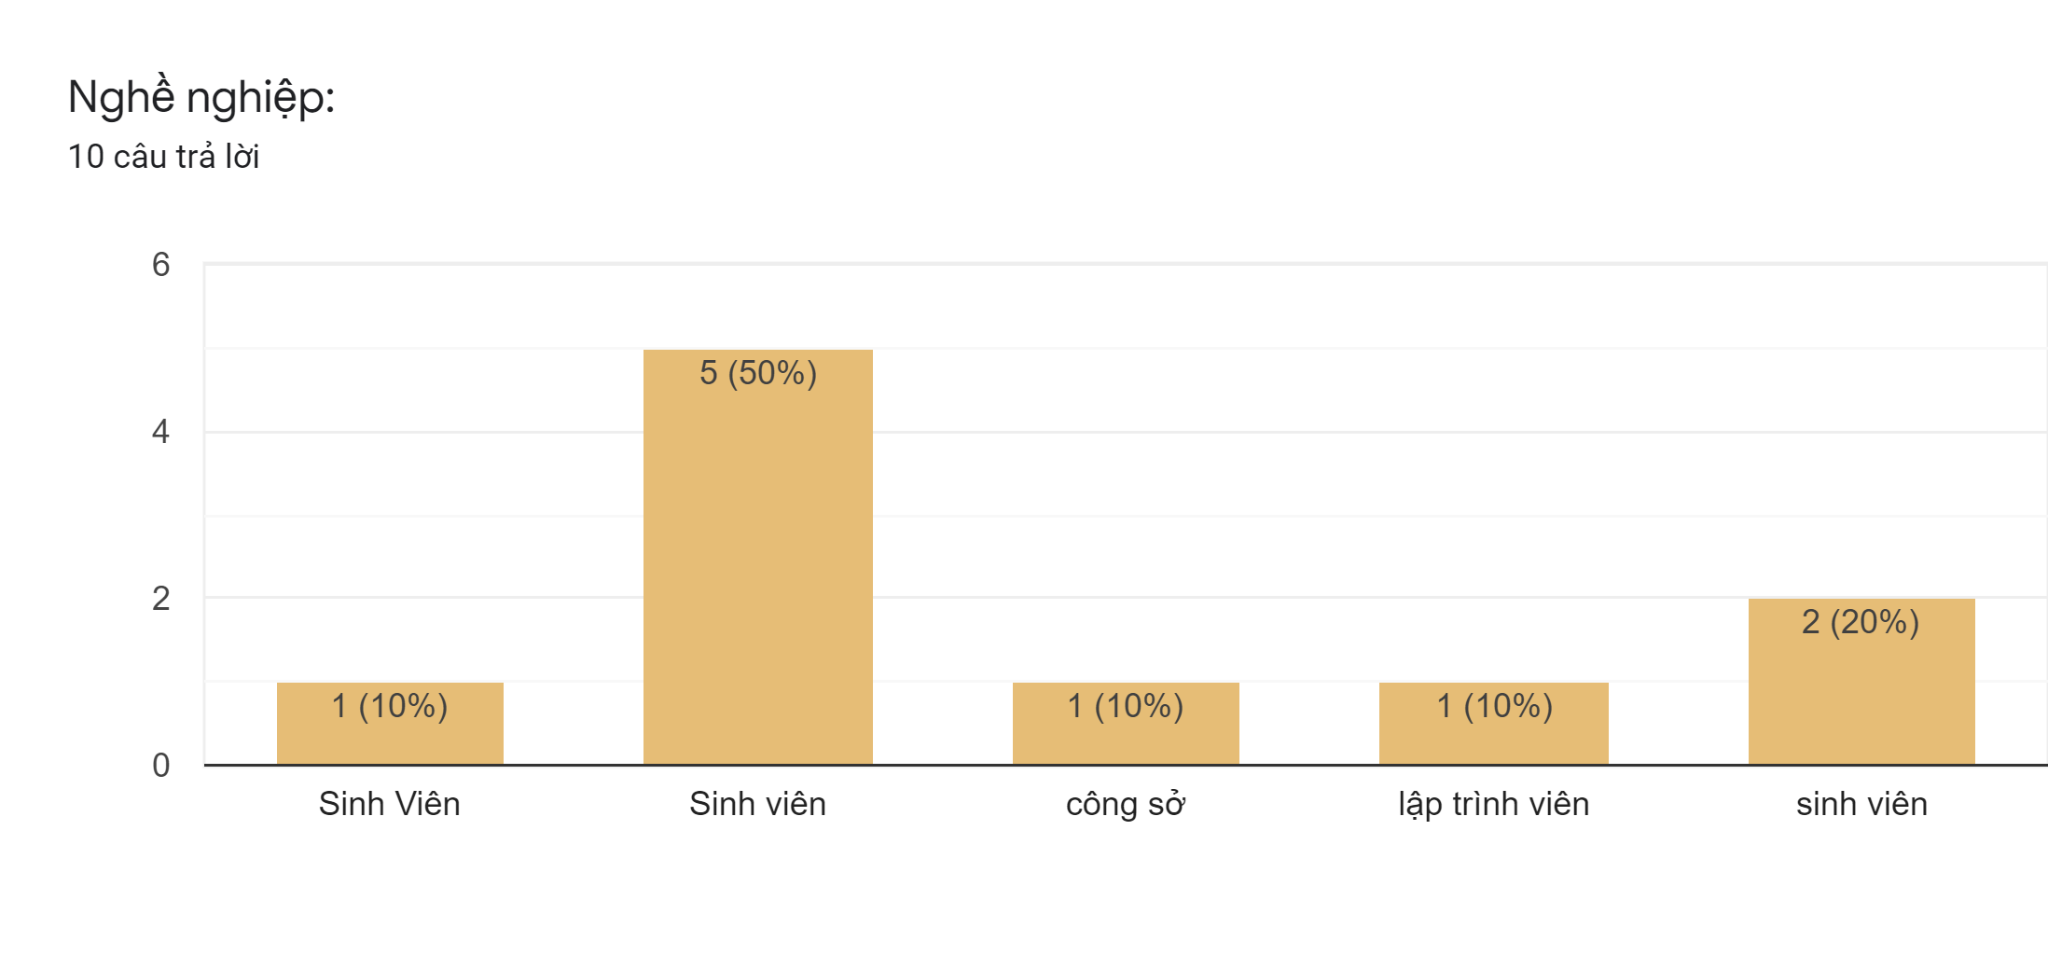 Nghề nghiệp:
10 câu trả lời
6
4
2
0
1 (10%)
5 (50%)
1 (10%)
1 (10%)
2 (20%)
Sinh Viên
Sinh viên
công sở
lập trình viên
sinh viên